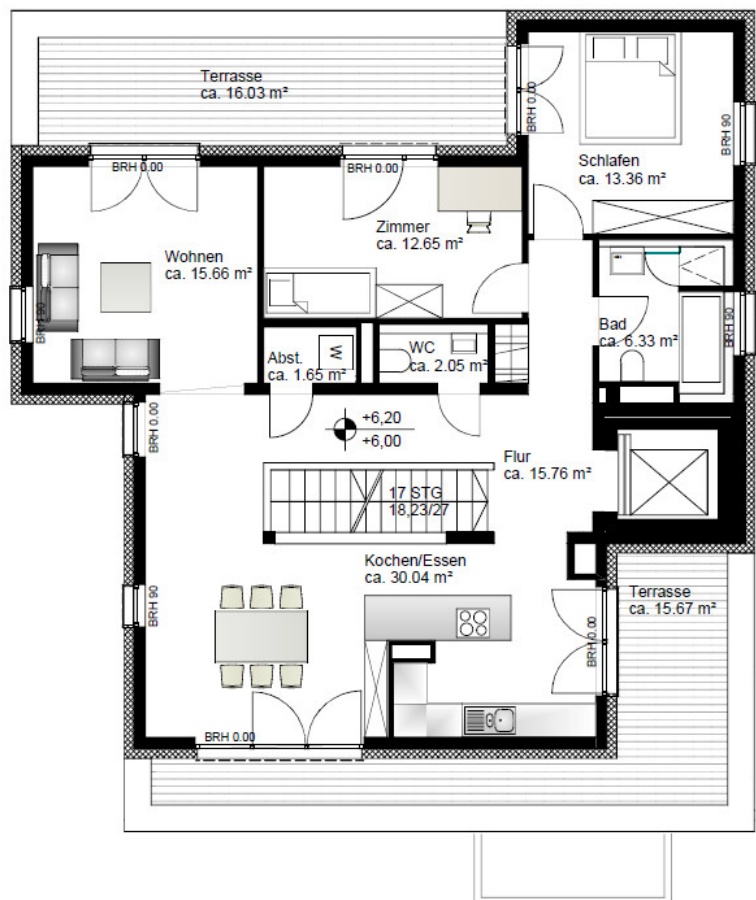 Terrasse
ca. 16.03 m²
BRH 0.00
BRH 90
Schlafen
ca. 13.36 m²
BRH 0.00
BRH 0.00
Zimmer
ca. 12.65 m²
Wohnen
ca. 15.66 m²
BRH 90
Bad
ca. 6.33 m²
BRH 90
Abst.
ca. 1.65 m²
W
WC
ca. 2.05 m²
BRH 0.00
+6,20
+6,00
Flur
ca. 15.76 m²
17 STG
18,23/27
Kochen/Essen
ca. 30.04 m²
BRH 90
Terrasse
ca. 15.67 m²
BRH 0.00
BRH 0.00